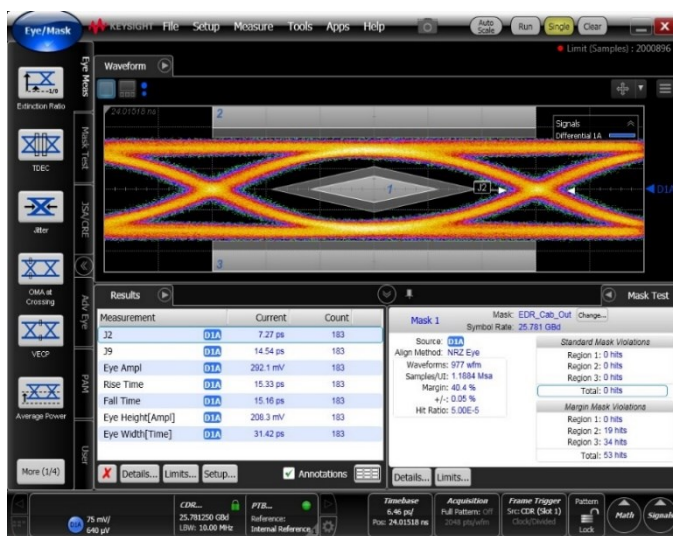 Eye/Mask
KEYSIGHT File Setup Measure Tools Apps Help
Auto Scale Run Single Clear
Limit (Samples) : 2000896
Extinction Ratio
TDEC
Jitter
OMA at Crossing
VECP
Average Power
More (1/4)
Eye Meas
Mask Test
JSA/CRE
Adv Eye
PAM
User
Waveform
24.01518 ns
2
Signals
Differential 1A
1
J2
D1A
3
Results
Measurement Current Count
J2 D1A 7.27 ps 183
J9 D1A 14.54 ps 183
Eye Ampl D1A 292.1 mV 183
Rise Time D1A 15.33 ps 183
Fall Time D1A 15.16 ps 183
Eye Height[Ampl] D1A 208.3 mV 183
Eye Width[Time] D1A 31.42 ps 183
Details... Limits... Setup... Annotations
Mask Test
Mask 1
Mask: EDR_Cab_Out Change...
Symbol Rate: 25.781 GBd
Source: D1A
Align Method: NRZ Eye
Waveforms: 977 wfm
Samples/UI: 1.1884 Msa
Margin: 40.4 %
+/-: 0.05 %
Hit Ratio: 5.00E-5
Standard Mask Violations
Region 1: 0 hits
Region 2: 0 hits
Region 3: 0 hits
Total: 0 hits
Margin Mask Violations
Region 1: 0 hits
Region 2: 19 hits
Region 3: 34 hits
Total: 53 hits
Details... Limits...
D1A
75 mV/
640 µV
CDR...
25.781250 GBd
LBW: 10.00 MHz
PTB...
Reference:
Internal Reference
Timebase
6.46 ps/
Pos: 24.01518 ns
Acquisition
Full Pattern: Off
2048 pts/wfm
Frame Trigger
Src: CDR (Slot 1)
Clock/Divided
Pattern
Lock
Math
Signals